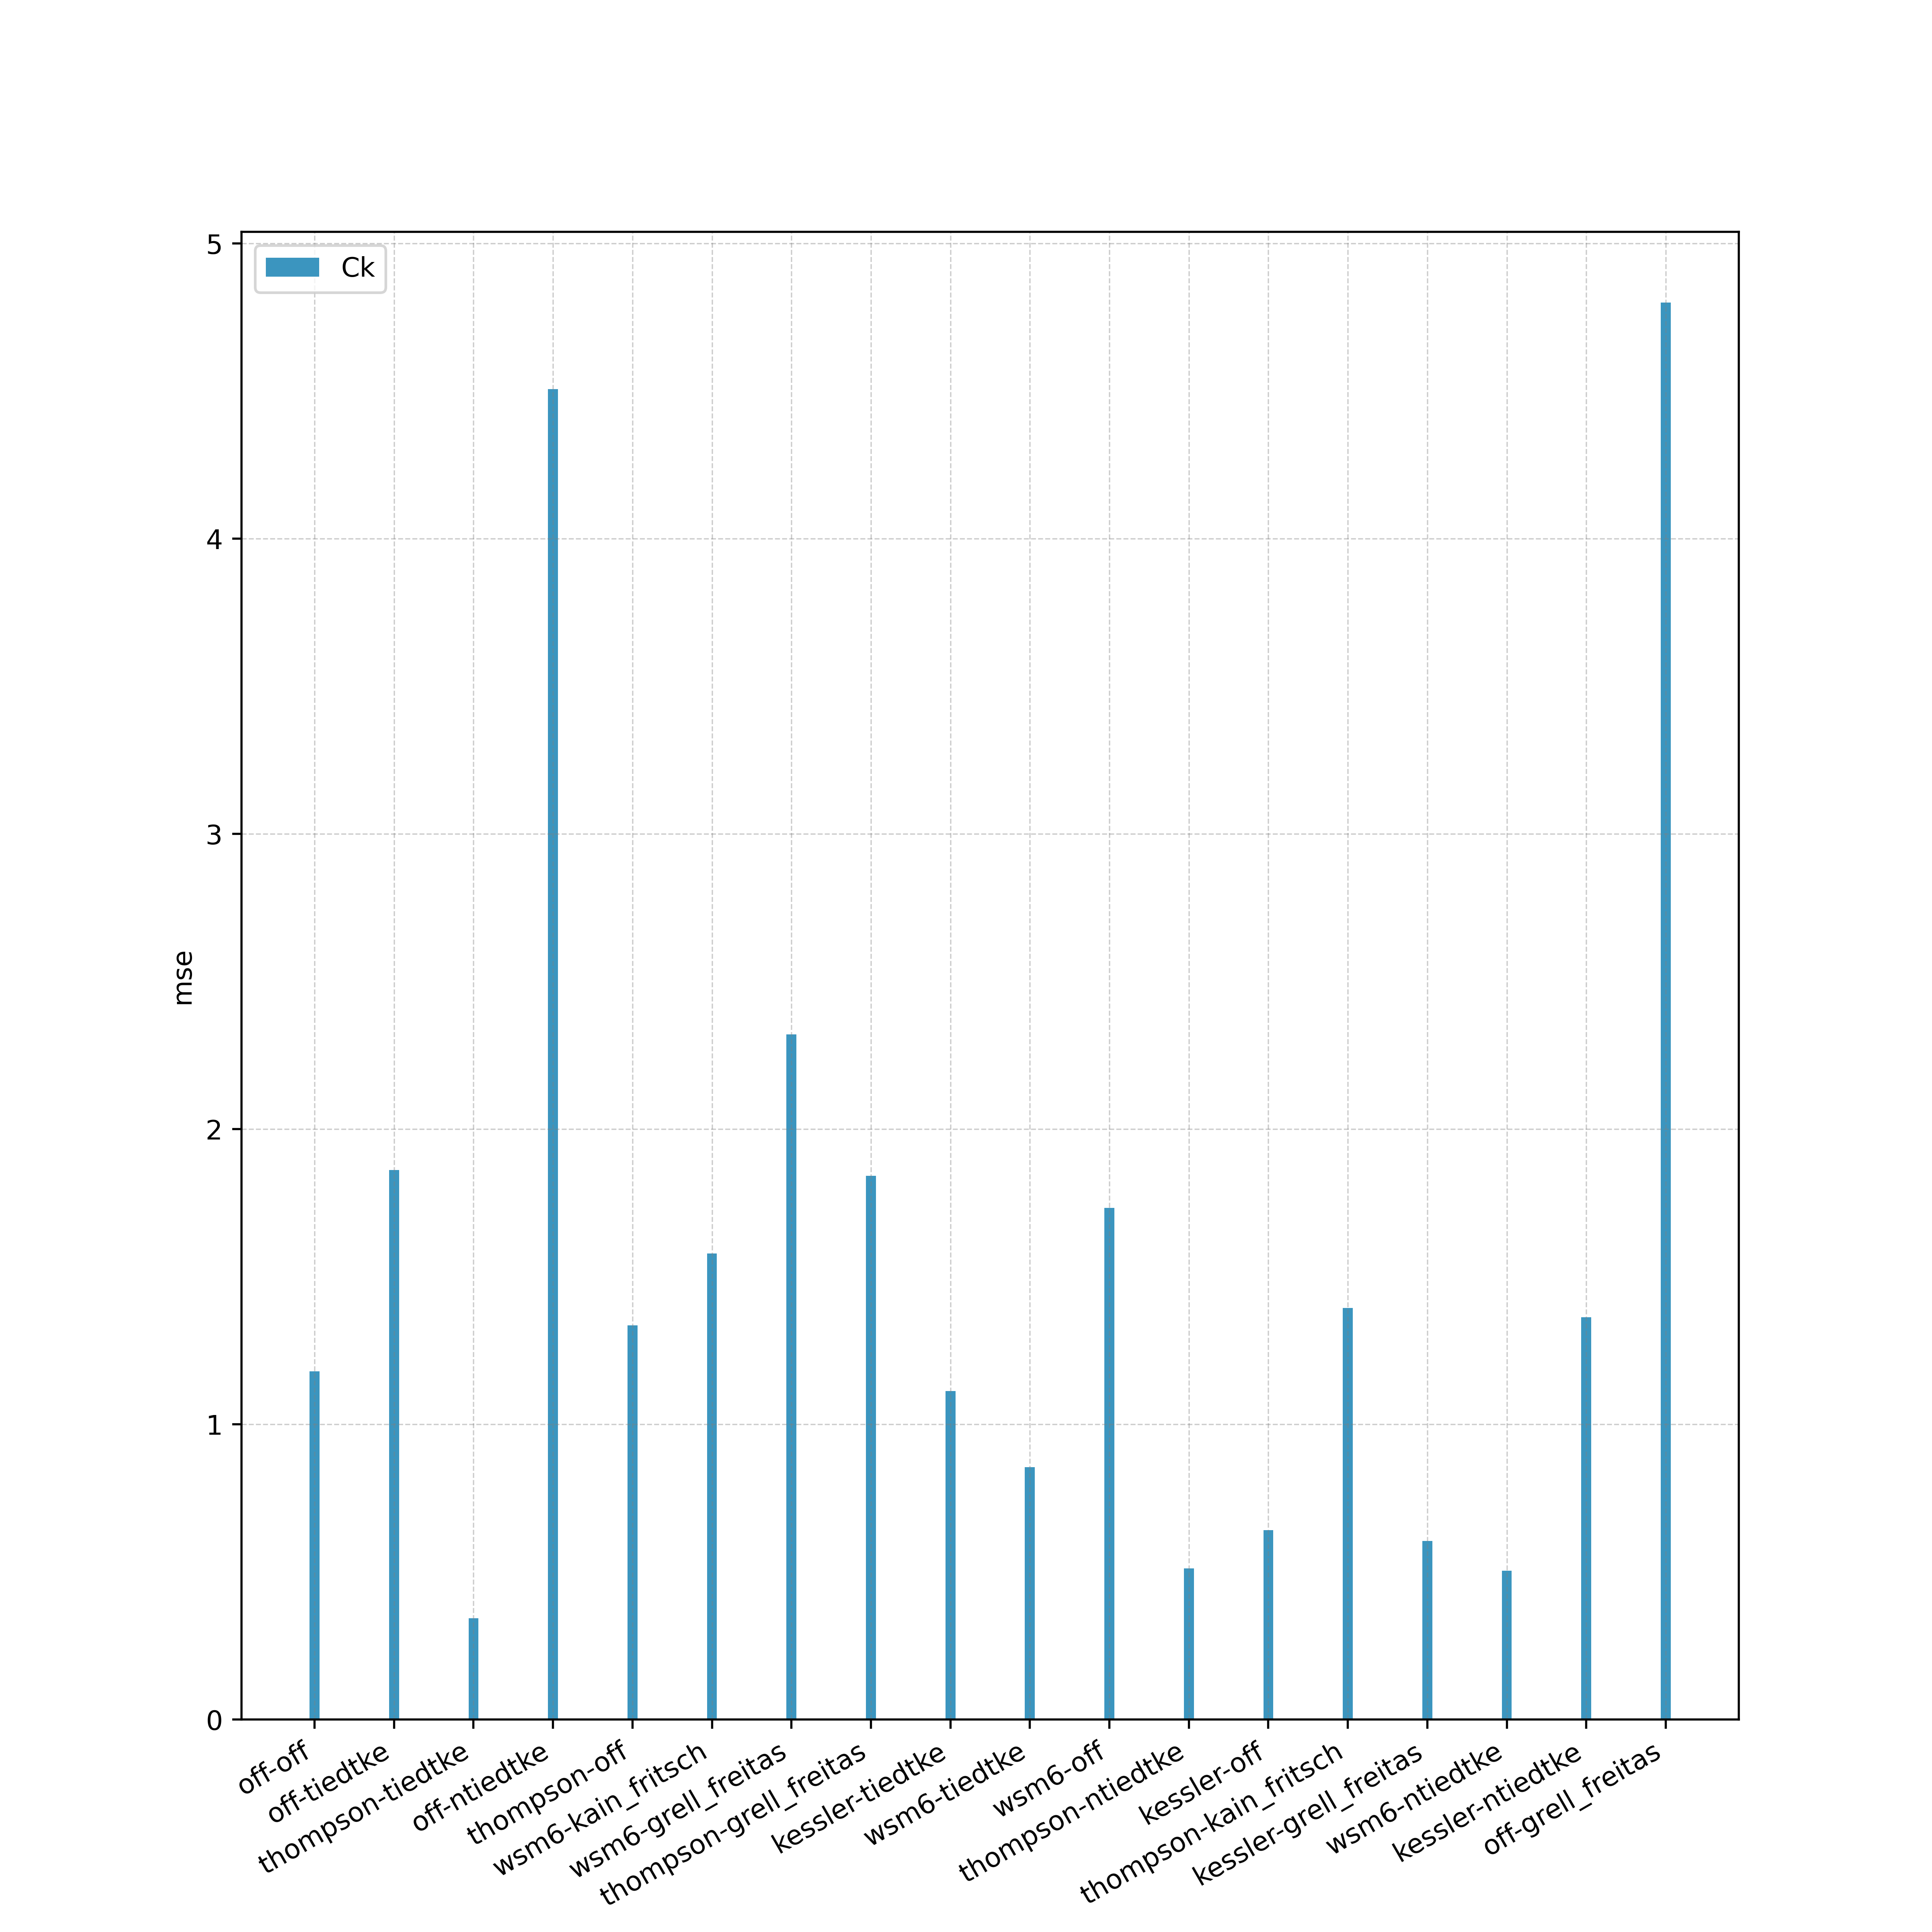 Ck
mse
5
4
3
2
1
0
off-off
off-tiedtke
thompson-tiedtke
off-ntiedtke
thompson-off
wsm6-kain_fritsch
wsm6-grell_freitas
thompson-grell_freitas
kessler-tiedtke
wsm6-tiedtke
wsm6-off
thompson-ntiedtke
kessler-off
thompson-kain_fritsch
kessler-grell_freitas
wsm6-ntiedtke
kessler-ntiedtke
off-grell_freitas